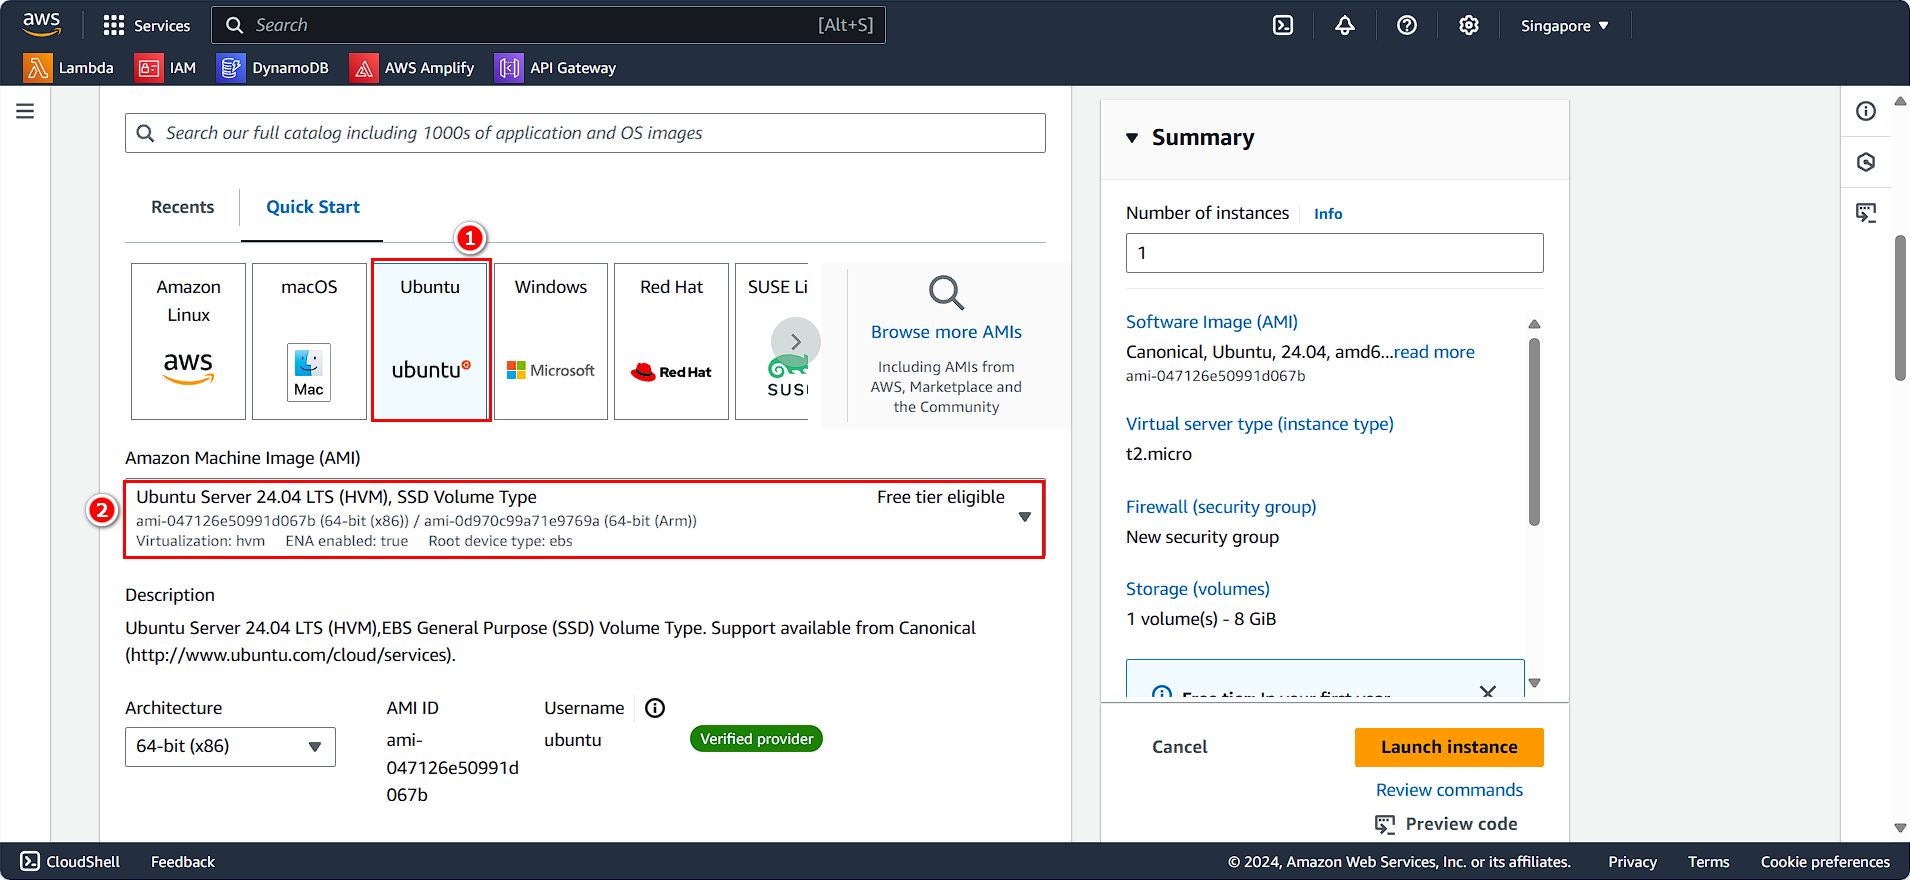 aws
Services
Search
[Alt+S]
Singapore
Lambda
IAM
DynamoDB
AWS Amplify
API Gateway
Search our full catalog including 1000s of application and OS images
Recents
Quick Start
1
Amazon
Linux
aws
macOS
Mac
Ubuntu
ubuntu
Windows
Microsoft
Red Hat
Red Hat
SUSE Li
SUS
Browse more AMIs
Including AMIs from
AWS, Marketplace and
the Community
Amazon Machine Image (AMI)
2
Ubuntu Server 24.04 LTS (HVM), SSD Volume Type
Free tier eligible
ami-047126e50991d067b (64-bit (x86)) / ami-0d970c99a71e9769a (64-bit (Arm))
Virtualization: hvm
ENA enabled: true
Root device type: ebs
Description
Ubuntu Server 24.04 LTS (HVM),EBS General Purpose (SSD) Volume Type. Support available from Canonical
(http://www.ubuntu.com/cloud/services).
Architecture
64-bit (x86)
AMI ID
ami-
047126e50991d
067b
Username
ubuntu
Verified provider
Summary
Number of instances
Info
1
Software Image (AMI)
Canonical, Ubuntu, 24.04, amd6...read more
ami-047126e50991d067b
Virtual server type (instance type)
t2.micro
Firewall (security group)
New security group
Storage (volumes)
1 volume(s) - 8 GiB
Free tier: In your first year
Cancel
Launch instance
Review commands
Preview code
CloudShell
Feedback
© 2024, Amazon Web Services, Inc. or its affiliates.
Privacy
Terms
Cookie preferences